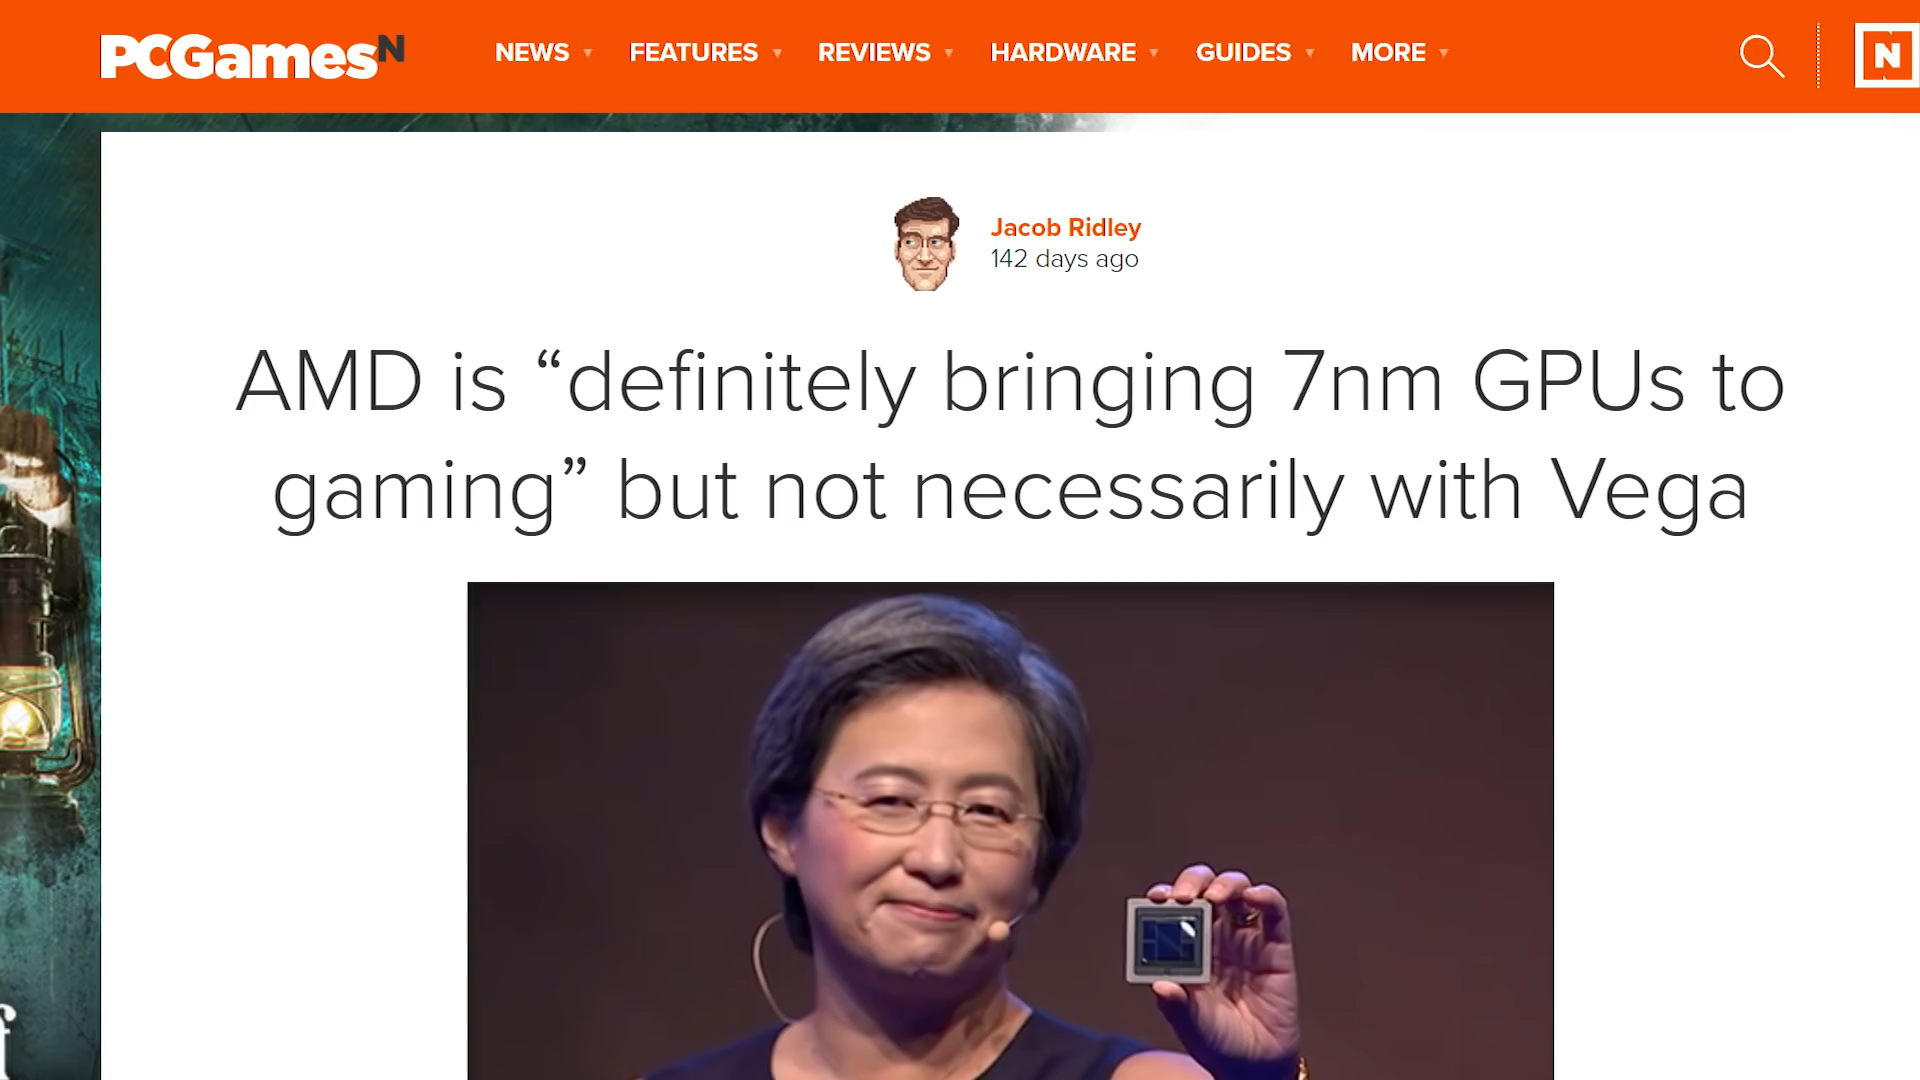 PCGamesN
NEWS FEATURES REVIEWS HARDWARE GUIDES MORE
N
Jacob Ridley
142 days ago
AMD is “definitely bringing 7nm GPUs to
gaming” but not necessarily with Vega
f